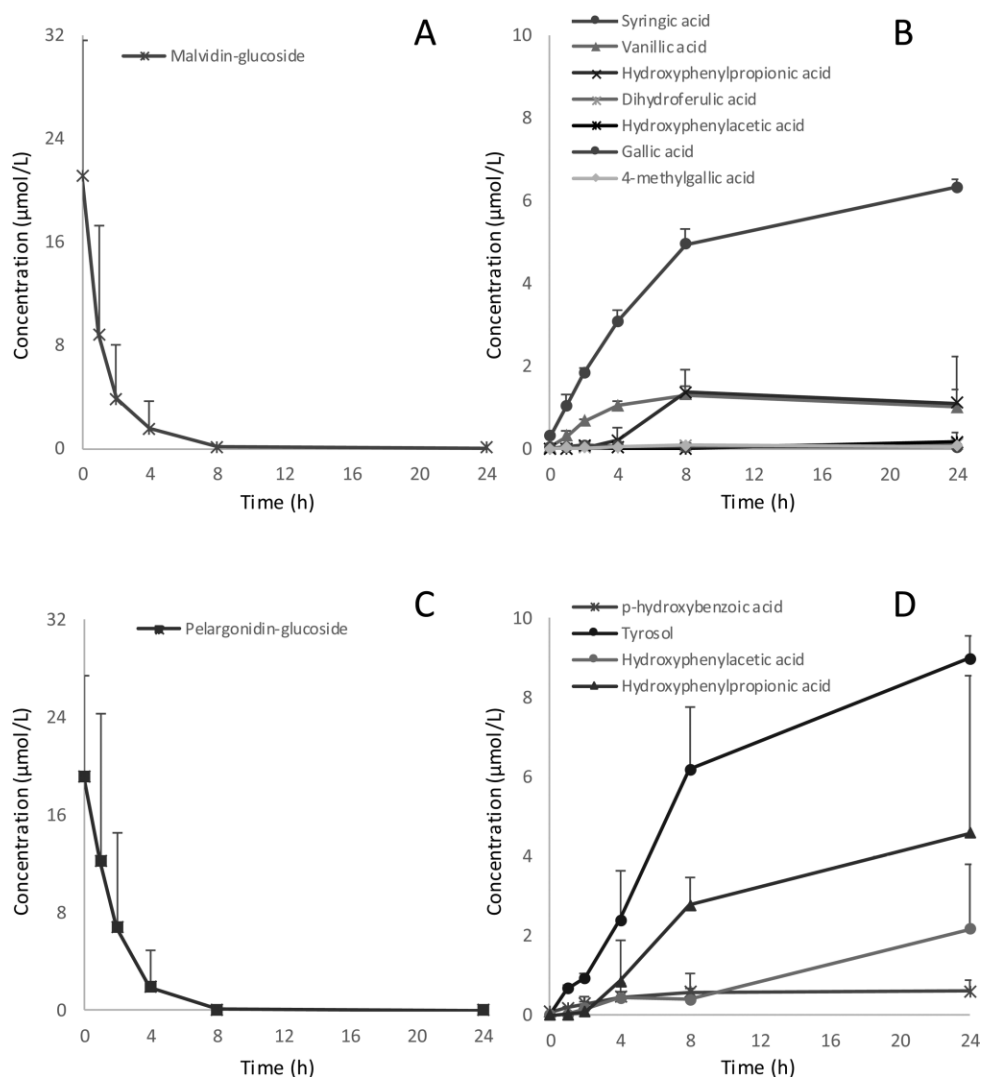 A
Malvidin-glucoside
32
24
16
8
0
Concentration (µmol/L)
0 4 8 12 16 20 24
Time (h)
B
Syringic acid
Vanillic acid
Hydroxyphenylpropionic acid
Dihydroferulic acid
Hydroxyphenylacetic acid
Gallic acid
4-methylgallic acid
10
8
6
4
2
0
Concentration (µmol/L)
0 4 8 12 16 20 24
Time (h)
C
Pelargonidin-glucoside
32
24
16
8
0
Concentration (µmol/L)
0 4 8 12 16 20 24
Time (h)
D
p-hydroxybenzoic acid
Tyrosol
Hydroxyphenylacetic acid
Hydroxyphenylpropionic acid
10
8
6
4
2
0
Concentration (µmol/L)
0 4 8 12 16 20 24
Time (h)